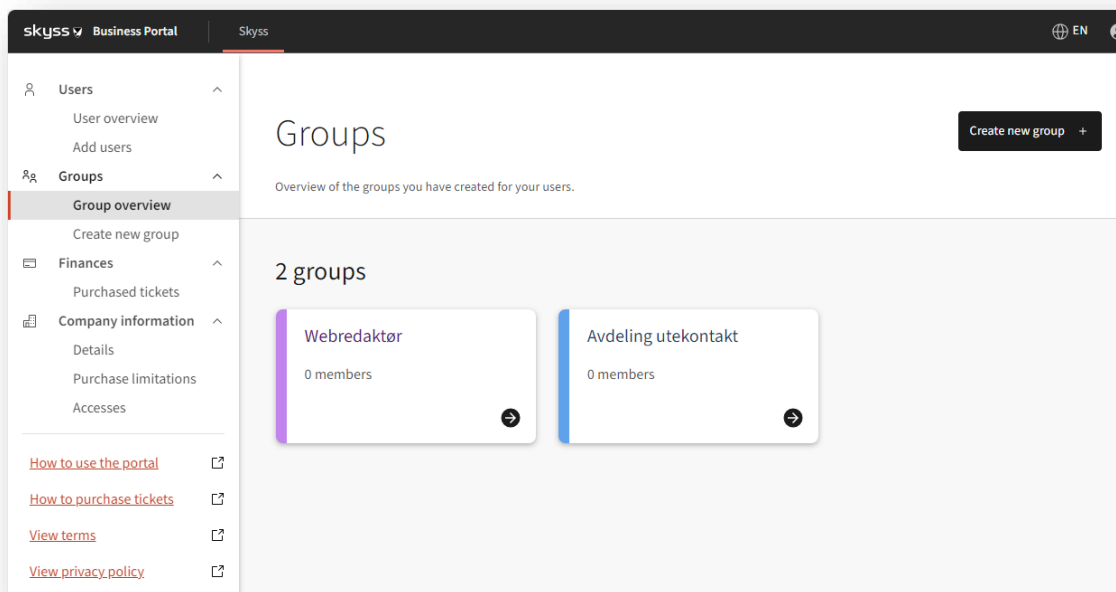 skyss Business Portal
Skyss
EN
Users
User overview
Add users
Groups
Group overview
Create new group
Finances
Purchased tickets
Company information
Details
Purchase limitations
Accesses
How to use the portal
How to purchase tickets
View terms
View privacy policy
Groups
Create new group +
Overview of the groups you have created for your users.
2 groups
Webredaktør
0 members
Avdeling utekontakt
0 members